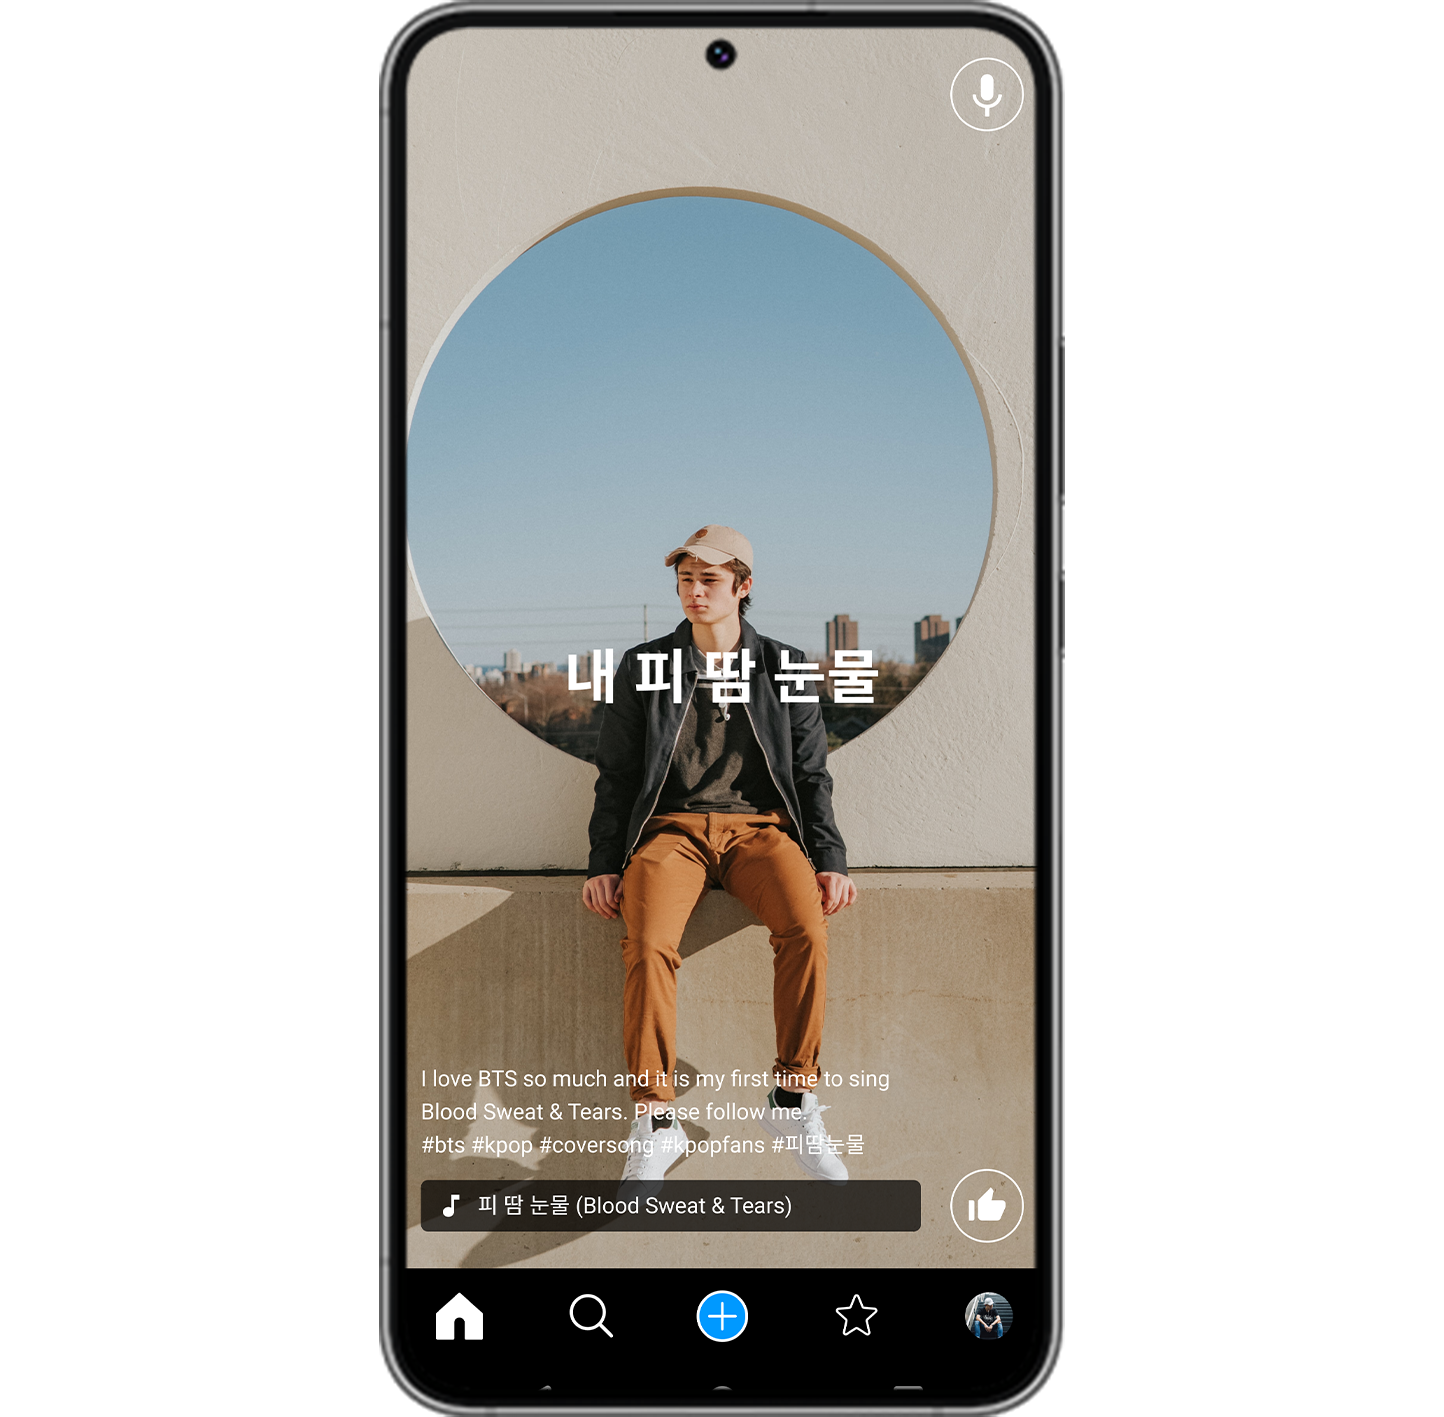 내 피 땀 눈물
I love BTS so much and it is my first time to sing
Blood Sweat & Tears. Please follow me.
#bts #kpop #coversong #kpopfans #피땀눈물
피 땀 눈물 (Blood Sweat & Tears)